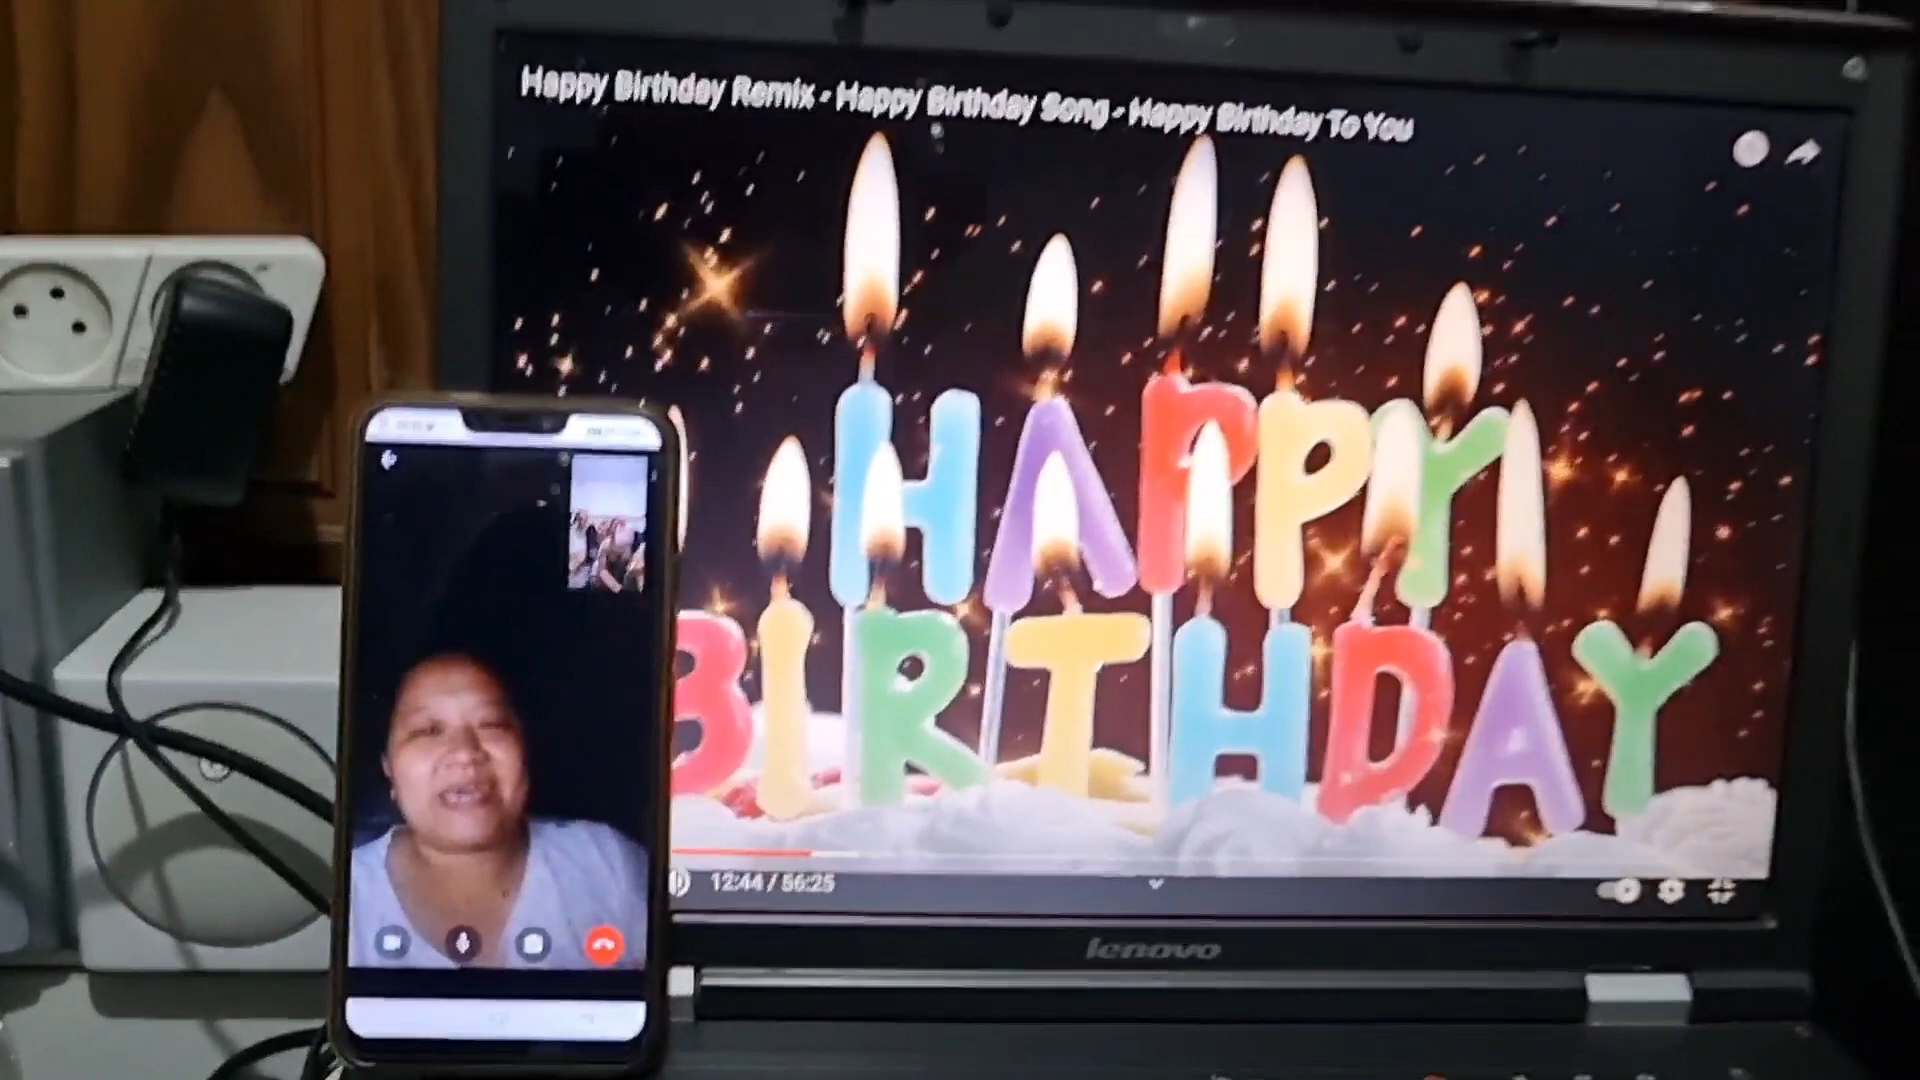 Happy Birthday Remix - Happy Birthday Song - Happy Birthday To You
HAPPY
BIRTHDAY
12:44 / 56:25
lenovo